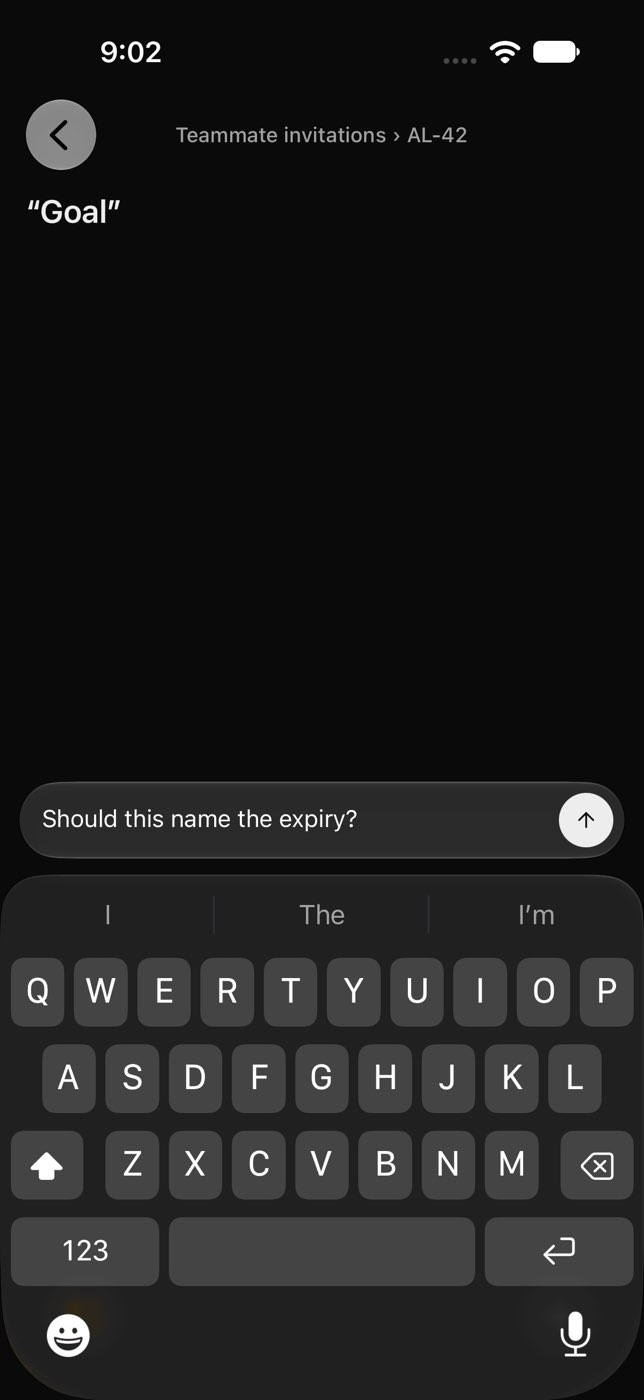 9:02
Teammate invitations › AL-42
“Goal”
Should this name the expiry?
I The I’m
Q W E R T Y U I O P
A S D F G H J K L
Z X C V B N M
123